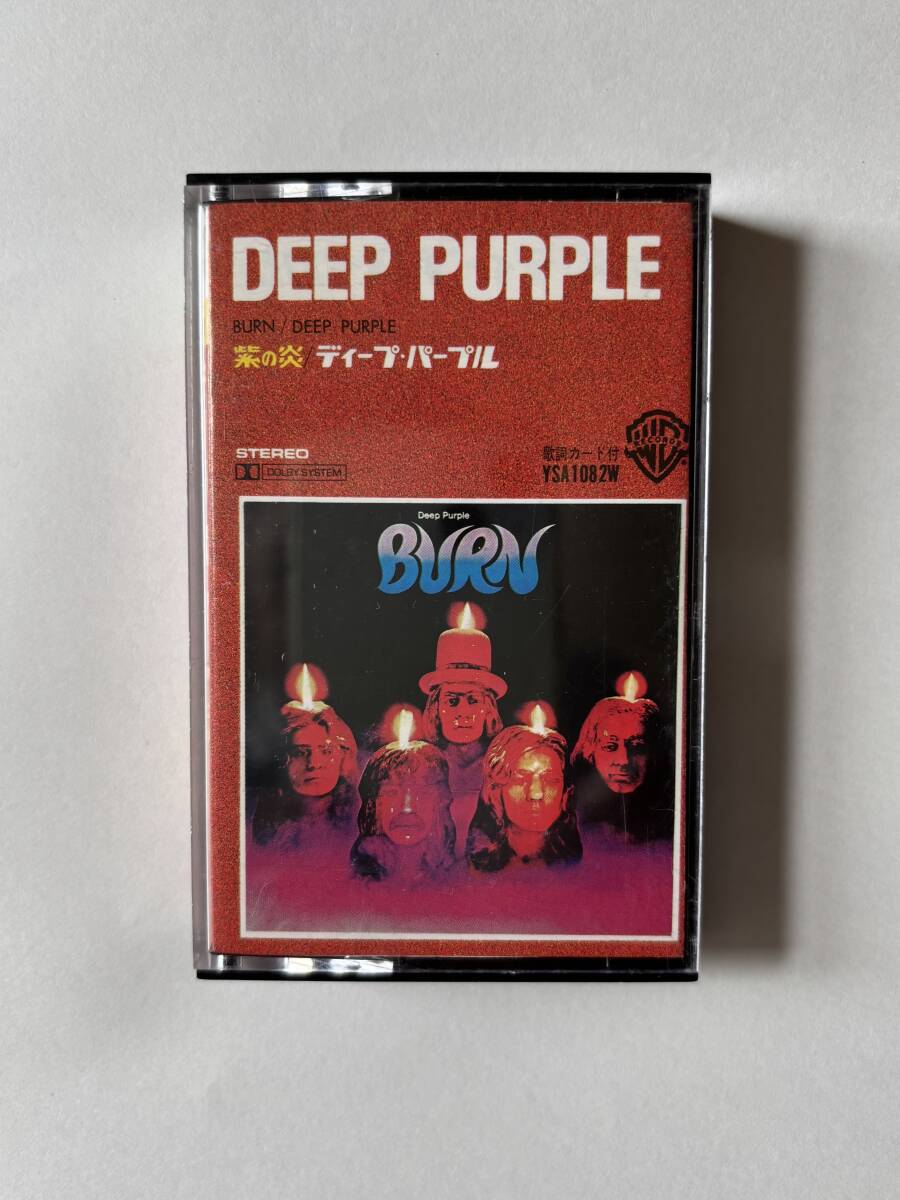 DEEP PURPLE
BURN / DEEP PURPLE
紫の炎/ディープ・パープル
STEREO
DOLBY SYSTEM
歌詞カード付
YSA1082W
RECORDS
Deep Purple
BURN